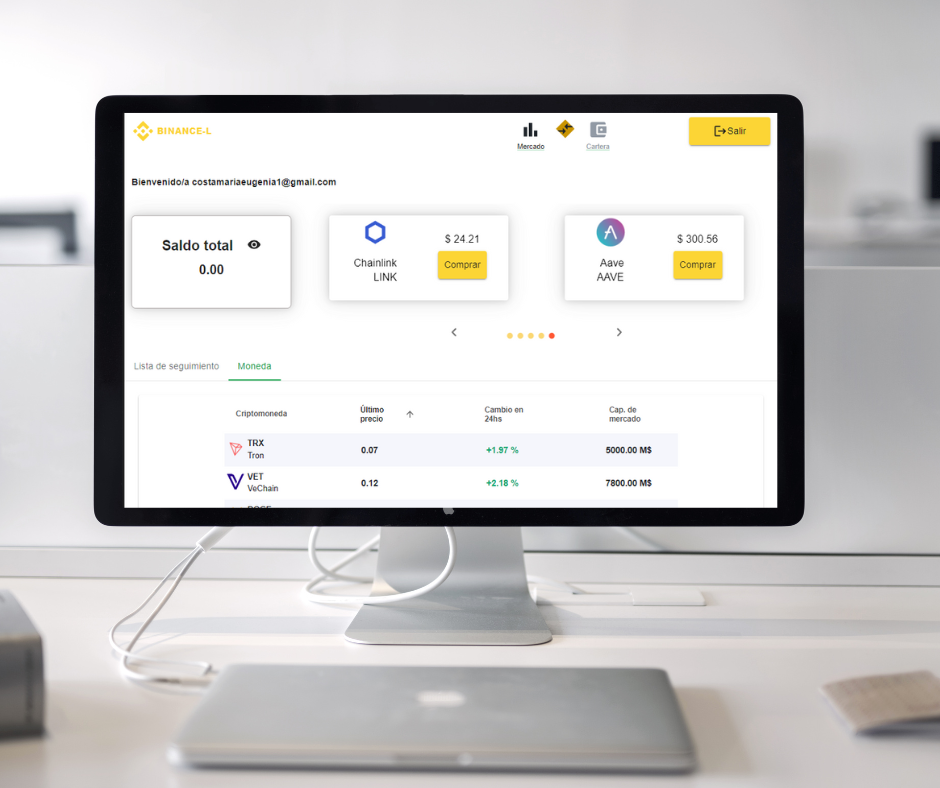 BINANCE-L
Mercado
Cartera
Salir
Bienvenido/a costamariaeugenia1@gmail.com
Saldo total
0.00
Chainlink
LINK
$ 24.21
Comprar
Aave
AAVE
$ 300.56
Comprar
Lista de seguimiento
Moneda
Criptomoneda
Último
precio
Cambio en
24hs
Cap. de
mercado
TRX
Tron
0.07
+1.97 %
5000.00 M$
VET
VeChain
0.12
+2.18 %
7800.00 M$